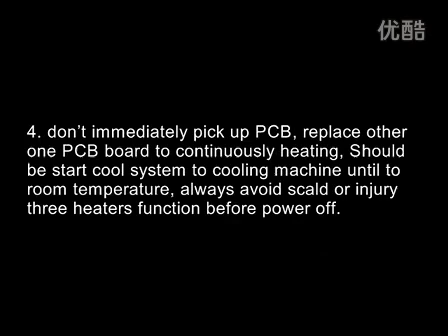 优酷
4. don't immediately pick up PCB, replace other
one PCB board to continuously heating, Should
be start cool system to cooling machine until to
room temperature, always avoid scald or injury
three heaters function before power off.